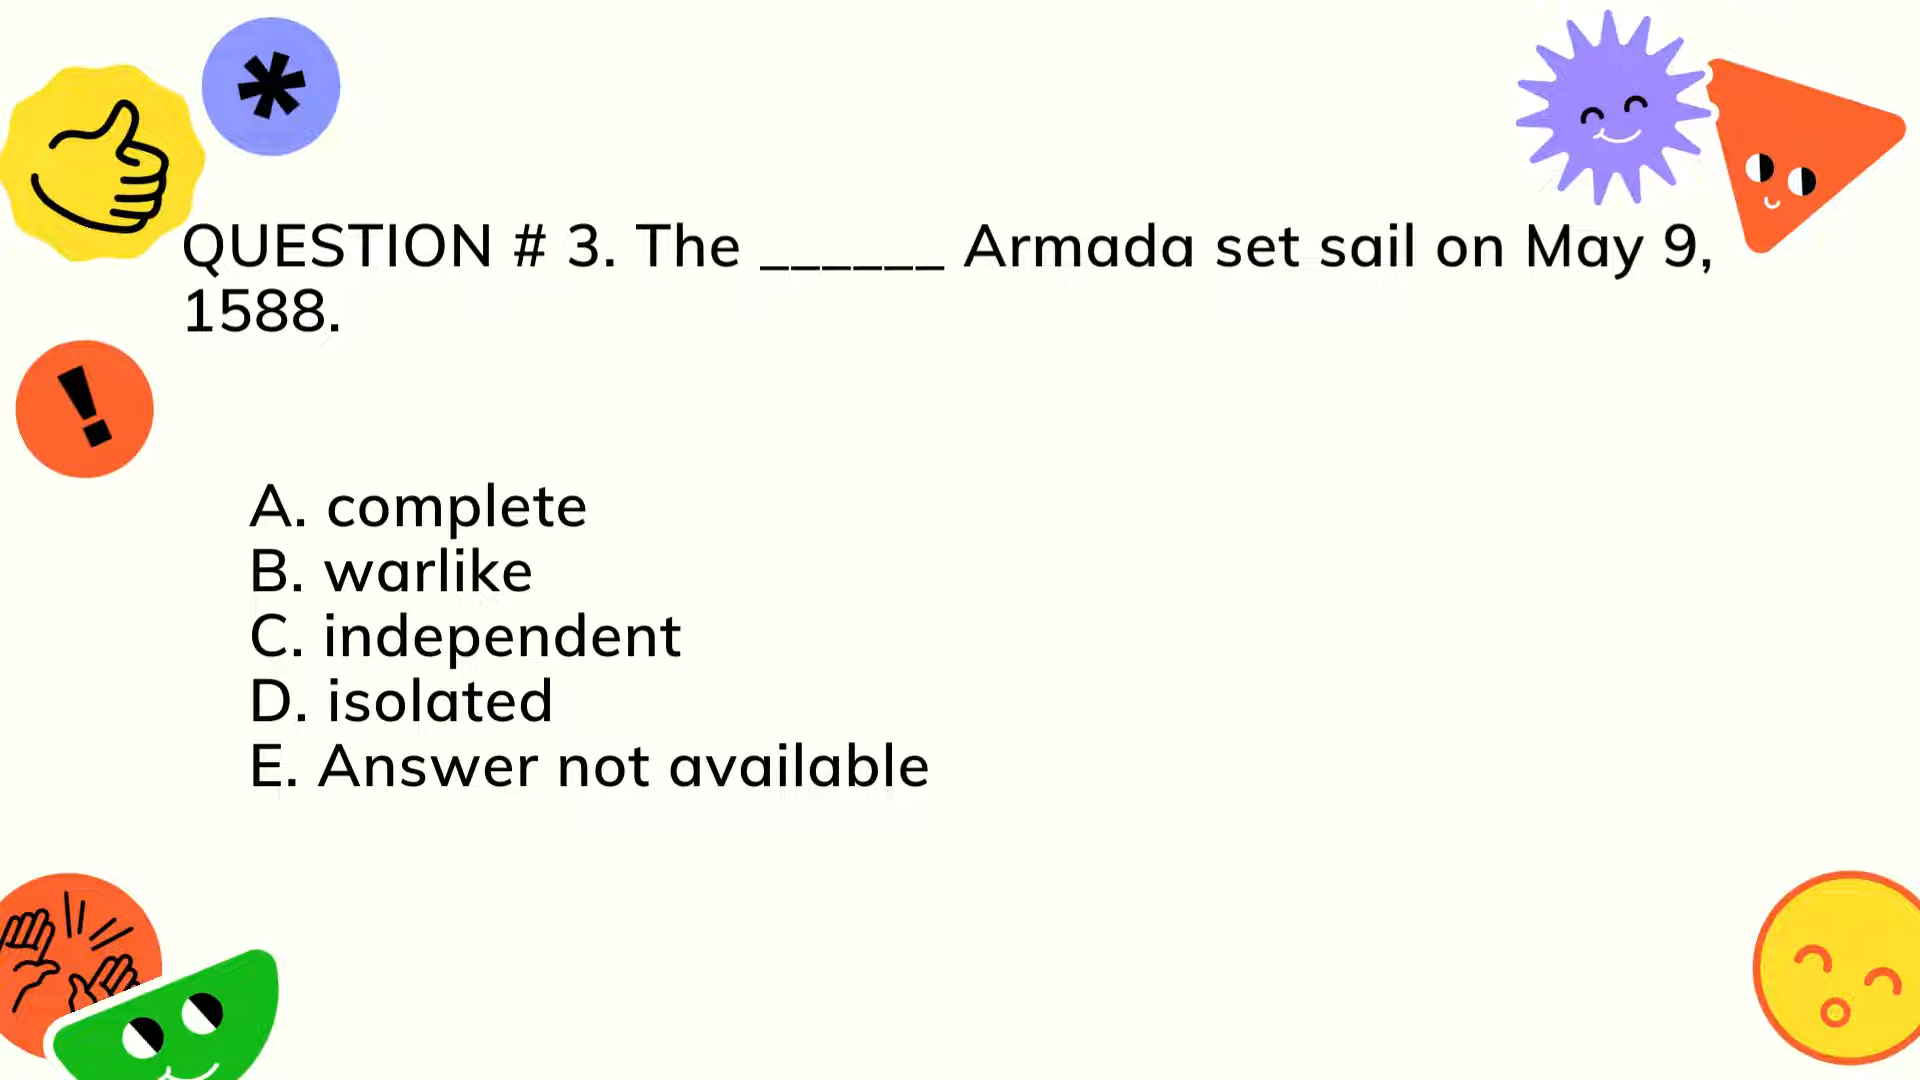 QUESTION # 3. The ______ Armada set sail on May 9,
1588.
A. complete
B. warlike
C. independent
D. isolated
E. Answer not available